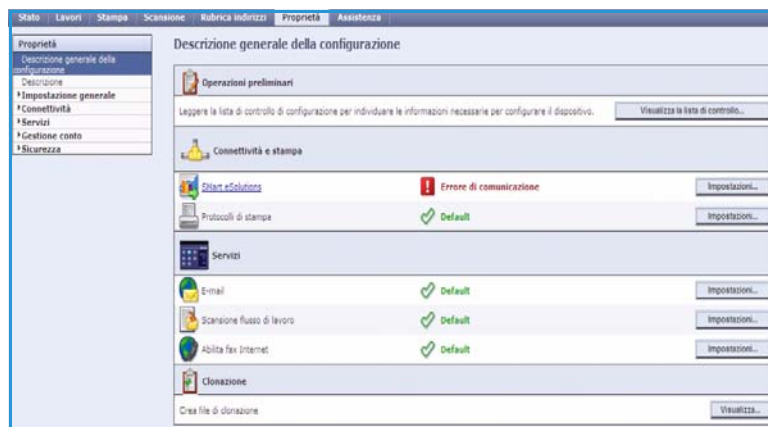 Stato Lavori Stampa Scansione Rubrica indirizzi Proprietà Assistenza
Proprietà
Descrizione generale della
configurazione
Descrizione
Impostazione generale
Connettività
Servizi
Gestione conto
Sicurezza
Descrizione generale della configurazione
Operazioni preliminari
Leggere la lista di controllo di configurazione per individuare le informazioni necessarie per configurare il dispositivo. Visualizza la lista di controllo...
Connettività e stampa
SMart eSolutions Errore di comunicazione Impostazioni...
Protocolli di stampa Default Impostazioni...
Servizi
E-mail Default Impostazioni...
Scansione flusso di lavoro Default Impostazioni...
Abilita fax Internet Default Impostazioni...
Clonazione
Crea file di clonazione Visualizza...